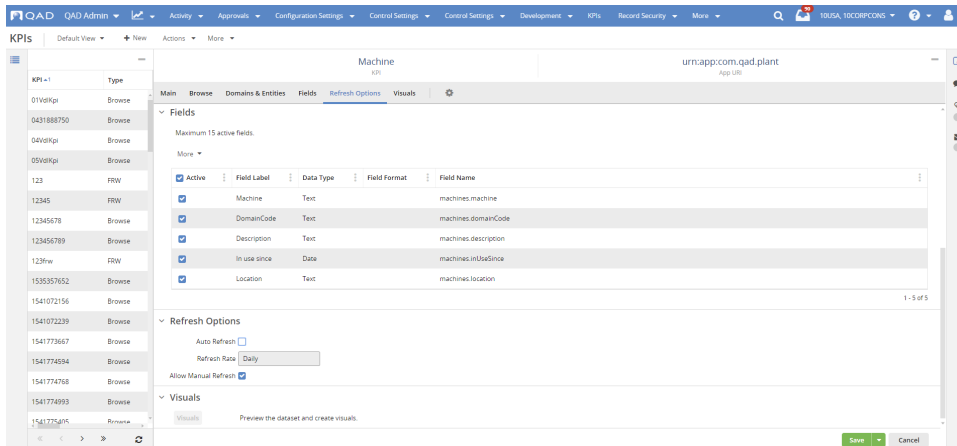 QAD QAD Admin Activity Approvals Configuration Settings Control Settings Control Settings Development KPIs Record Security More 90 10USA, 10CORPCONS
KPIs Default View + New Actions More
Machine
KPI
urn:app:com.qad.plant
App URI
KPI 1 Type
01VdlKpi Browse
0431888750 Browse
04VdlKpi Browse
05VdlKpi Browse
123 FRW
12345 FRW
12345678 Browse
123456789 Browse
123frw FRW
1535357652 Browse
1541072156 Browse
1541072239 Browse
1541773667 Browse
1541774594 Browse
1541774768 Browse
1541774993 Browse
1541775405 Browse
Main Browse Domains & Entities Fields Refresh Options Visuals
Fields
Maximum 15 active fields.
More
Active Field Label Data Type Field Format Field Name
Machine Text machines.machine
DomainCode Text machines.domainCode
Description Text machines.description
In use since Date machines.inUseSince
Location Text machines.location
1 - 5 of 5
Refresh Options
Auto Refresh
Refresh Rate Daily
Allow Manual Refresh
Visuals
Visuals Preview the dataset and create visuals.
Save Cancel